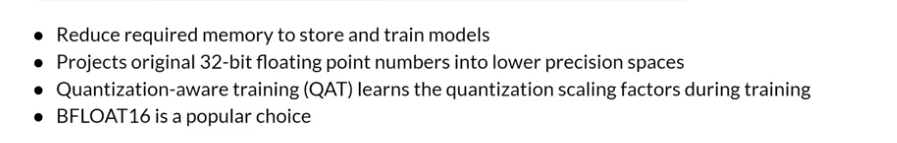 • Reduce required memory to store and train models
• Projects original 32-bit floating point numbers into lower precision spaces
• Quantization-aware training (QAT) learns the quantization scaling factors during training
• BFLOAT16 is a popular choice